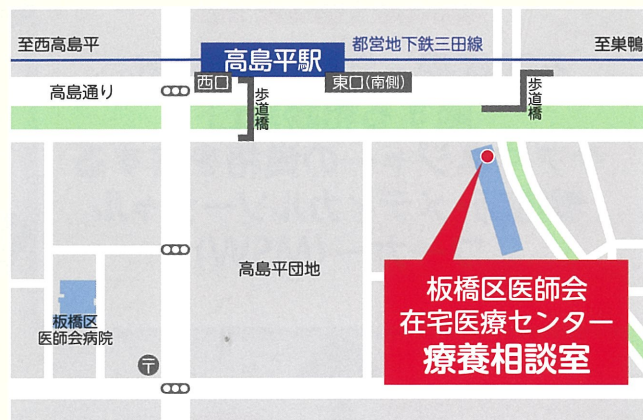 至西高島平
高島平駅
都営地下鉄三田線
至巣鴨
高島通り
西口
東口(南側)
歩道橋
歩道橋
高島平団地
板橋区
医師会病院
〒
板橋区医師会
在宅医療センター
療養相談室